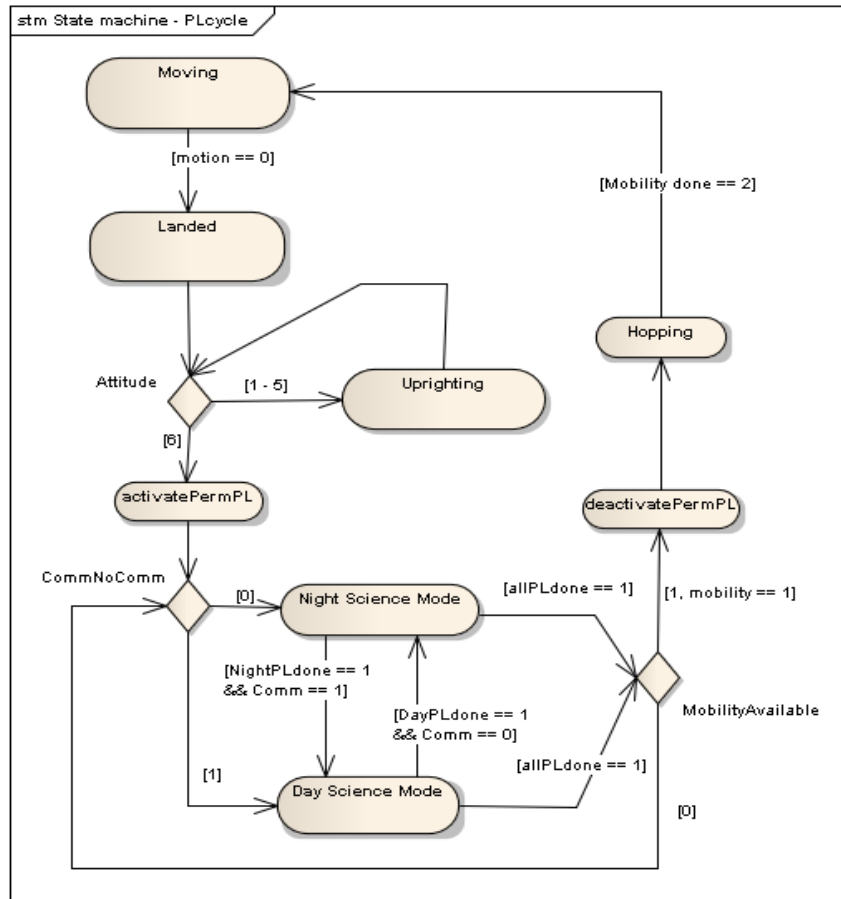 stm State machine - PLcycle
Moving
[motion == 0]
[Mobility done == 2]
Landed
Hopping
Attitude
[1 - 5]
Uprighting
[6]
activatePermPL
deactivatePermPL
CommNoComm
[0]
Night Science Mode
[allPLdone == 1]
[1, mobility == 1]
[NightPLdone == 1
&& Comm == 1]
[DayPLdone == 1
&& Comm == 0]
MobilityAvailable
[1]
[allPLdone == 1]
Day Science Mode
[0]